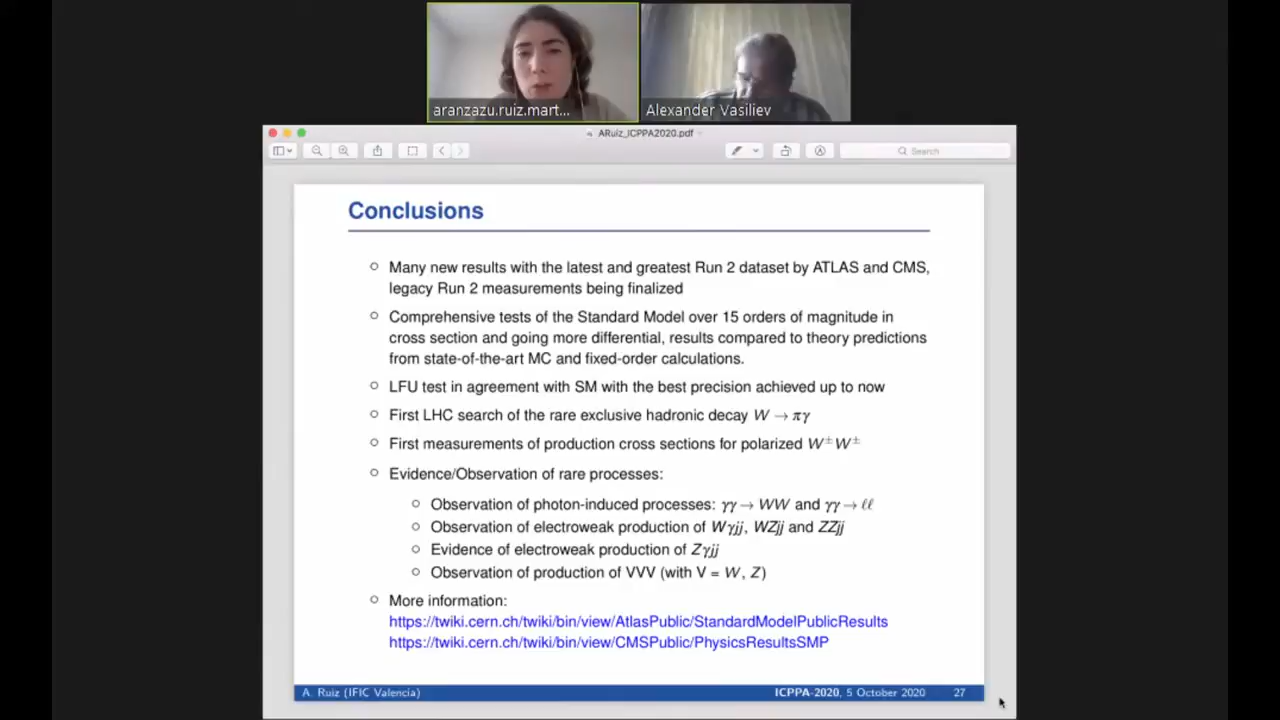 aranzazu.ruiz.mart...
Alexander Vasiliev
ARuiz_ICPPA2020.pdf
Search
Conclusions
Many new results with the latest and greatest Run 2 dataset by ATLAS and CMS,
legacy Run 2 measurements being finalized
Comprehensive tests of the Standard Model over 15 orders of magnitude in
cross section and going more differential, results compared to theory predictions
from state-of-the-art MC and fixed-order calculations.
LFU test in agreement with SM with the best precision achieved up to now
First LHC search of the rare exclusive hadronic decay W → πγ
First measurements of production cross sections for polarized W±W±
Evidence/Observation of rare processes:
Observation of photon-induced processes: γγ → WW and γγ → ℓℓ
Observation of electroweak production of Wγjj, WZjj and ZZjj
Evidence of electroweak production of Zγjj
Observation of production of VVV (with V = W, Z)
More information:
https://twiki.cern.ch/twiki/bin/view/AtlasPublic/StandardModelPublicResults
https://twiki.cern.ch/twiki/bin/view/CMSPublic/PhysicsResultsSMP
A. Ruiz (IFIC Valencia)
ICPPA-2020, 5 October 2020
27